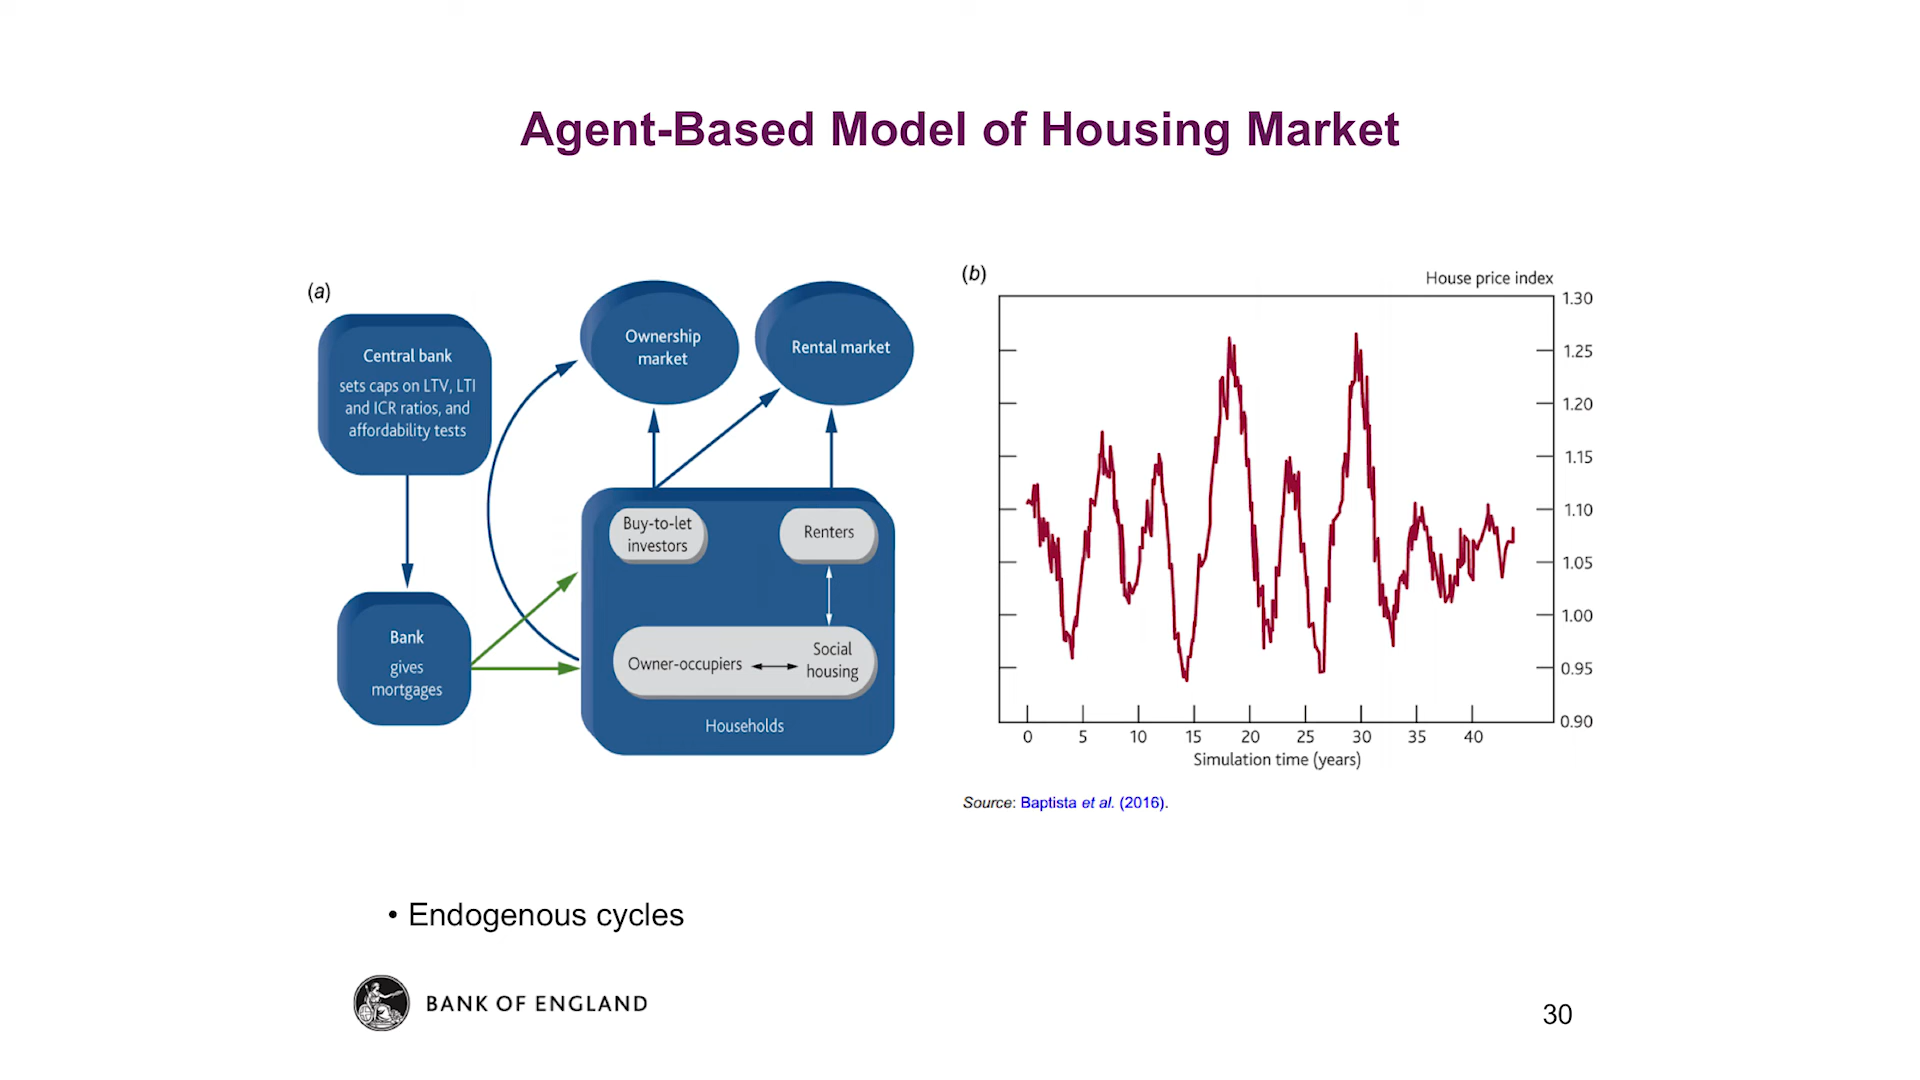 Agent-Based Model of Housing Market
(a)
Central bank
sets caps on LTV, LTI
and ICR ratios, and
affordability tests
Ownership
market
Rental market
Buy-to-let
investors
Renters
Bank
gives
mortgages
Owner-occupiers
Social
housing
Households
(b)
House price index
1.30
1.25
1.20
1.15
1.10
1.05
1.00
0.95
0.90
0 5 10 15 20 25 30 35 40
Simulation time (years)
Source: Baptista et al. (2016).
• Endogenous cycles
BANK OF ENGLAND
30